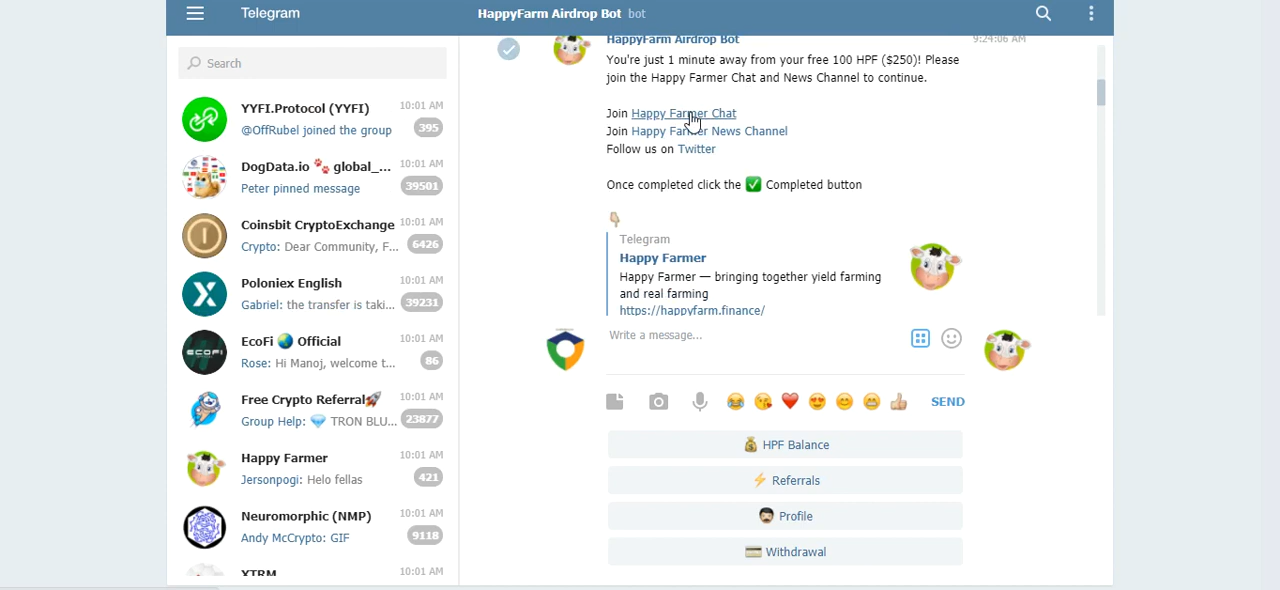 Telegram
HappyFarm Airdrop Bot bot
Search
YYFI.Protocol (YYFI) 10:01 AM
@OffRubel joined the group 395
DogData.io 🐾 global_... 10:01 AM
Peter pinned message 39501
Coinsbit CryptoExchange 10:01 AM
Crypto: Dear Community, F... 6426
Poloniex English 10:01 AM
Gabriel: the transfer is taki... 39231
EcoFi 🌏 Official 10:01 AM
Rose: Hi Manoj, welcome t... 86
ECOFI
Free Crypto Referral🚀 10:01 AM
Group Help: 💎 TRON BLU... 23877
Happy Farmer 10:01 AM
Jersonpogi: Helo fellas 421
Neuromorphic (NMP) 10:01 AM
Andy McCrypto: GIF 9118
XTRM 10:01 AM
HappyFarm Airdrop Bot 9:24:06 AM
You're just 1 minute away from your free 100 HPF ($250)! Please
join the Happy Farmer Chat and News Channel to continue.
Join Happy Farmer Chat
Join Happy Farmer News Channel
Follow us on Twitter
Once completed click the ✅ Completed button
👇🏼
Telegram
Happy Farmer
Happy Farmer — bringing together yield farming
and real farming
https://happyfarm.finance/
Write a message...
😂 😘 ❤️ 😍 😊 😁 👍🏼 SEND
💰 HPF Balance
⚡ Referrals
👨🏻 Profile
💳 Withdrawal